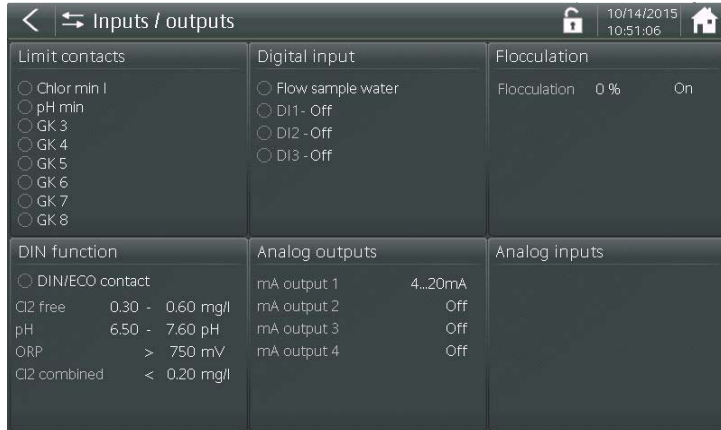 Inputs / outputs
10/14/2015
10:51:06
Limit contacts
Chlor min I
pH min
GK 3
GK 4
GK 5
GK 6
GK 7
GK 8
Digital input
Flow sample water
DI1 - Off
DI2 - Off
DI3 - Off
Flocculation
Flocculation 0 % On
DIN function
DIN/ECO contact
Cl2 free 0.30 - 0.60 mg/l
pH 6.50 - 7.60 pH
ORP > 750 mV
Cl2 combined < 0.20 mg/l
Analog outputs
mA output 1 4...20mA
mA output 2 Off
mA output 3 Off
mA output 4 Off
Analog inputs